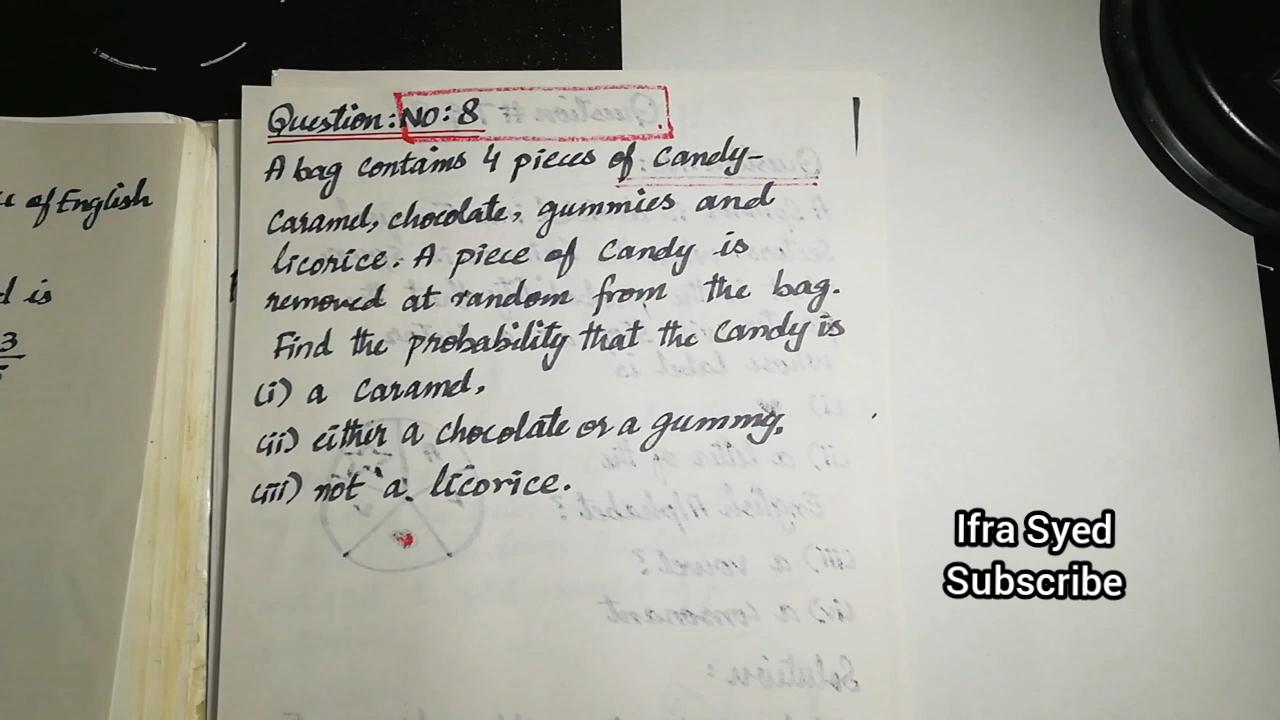 Question: NO: 8
A bag contains 4 pieces of candy-
caramel, chocolate, gummies and
licorice. A piece of Candy is
removed at random from the bag.
Find the probability that the candy is
(i) a caramel,
(ii) either a chocolate or a gummy,
(iii) not a licorice.
of English
is
3
Ifra Syed
Subscribe